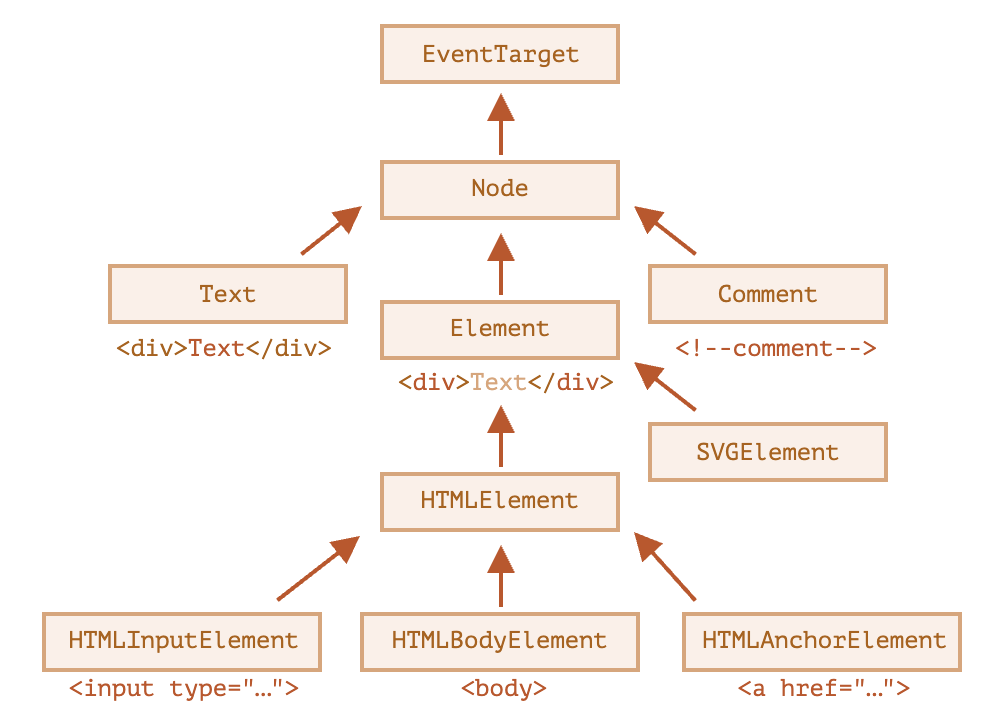 EventTarget
Node
Text
Comment
Element
<div>Text</div>
<!--comment-->
<div>Text</div>
SVGElement
HTMLElement
HTMLInputElement
HTMLBodyElement
HTMLAnchorElement
<input type="…">
<body>
<a href="…">